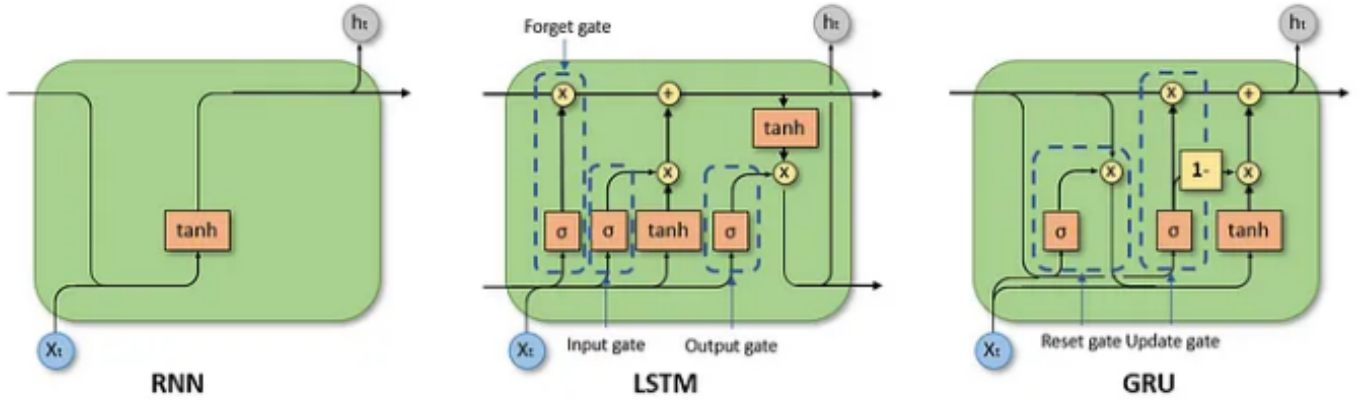 ht
Xt
tanh
RNN
Forget gate
ht
x
+
tanh
x
x
σ
σ
tanh
σ
Xt
Input gate
Output gate
LSTM
ht
x
+
x
1-
x
σ
σ
tanh
Xt
Reset gate
Update gate
GRU